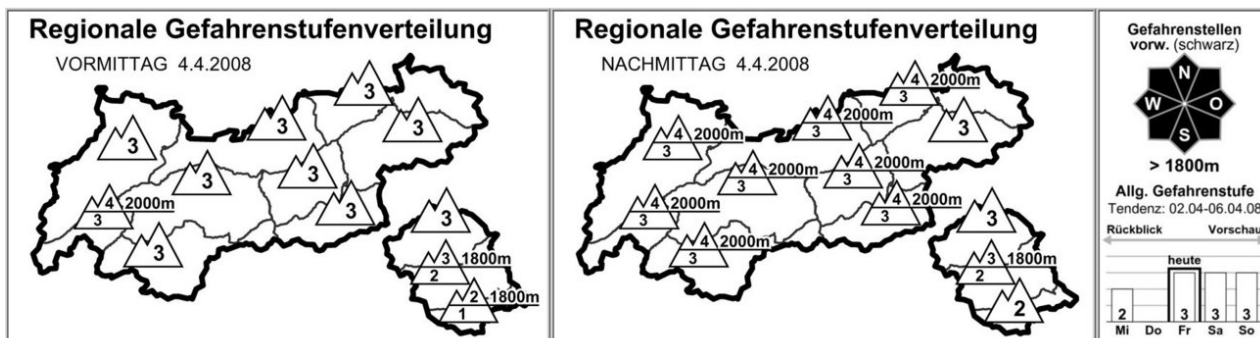 Regionale Gefahrenstufenverteilung
VORMITTAG 4.4.2008
3
3
3
3
3
3
4 2000m
3
3
3
3
3 1800m
2
2 1800m
1
Regionale Gefahrenstufenverteilung
NACHMITTAG 4.4.2008
4 2000m
3
4 2000m
3
3
4 2000m
3
4 2000m
3
4 2000m
3
4 2000m
3
4 2000m
3
4 2000m
3
3
3 1800m
2
2
Gefahrenstellen
vorw. (schwarz)
N
W O
S
> 1800m
Allg. Gefahrenstufe
Tendenz: 02.04-06.04.08
Rückblick Vorschau
heute
2 3 3 3
Mi Do Fr Sa So